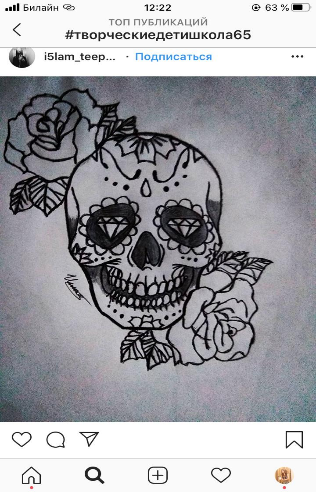 Билайн 12:22 63 %
ТОП ПУБЛИКАЦИЙ
#творческиедетишкола65
i5lam_teep... · Подписаться